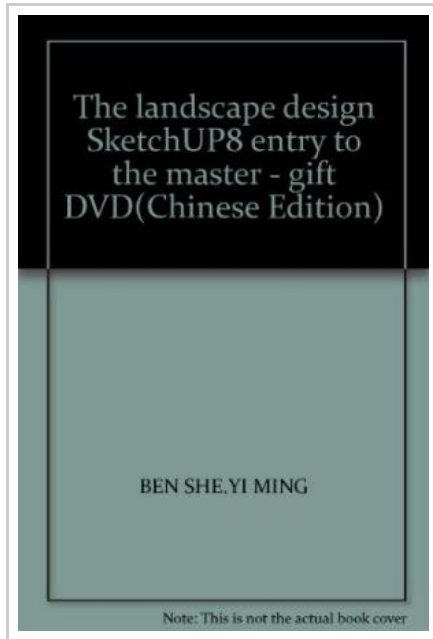 The landscape design
SketchUP8 entry to
the master - gift
DVD(Chinese Edition)
BEN SHE.YI MING
Note: This is not the actual book cover